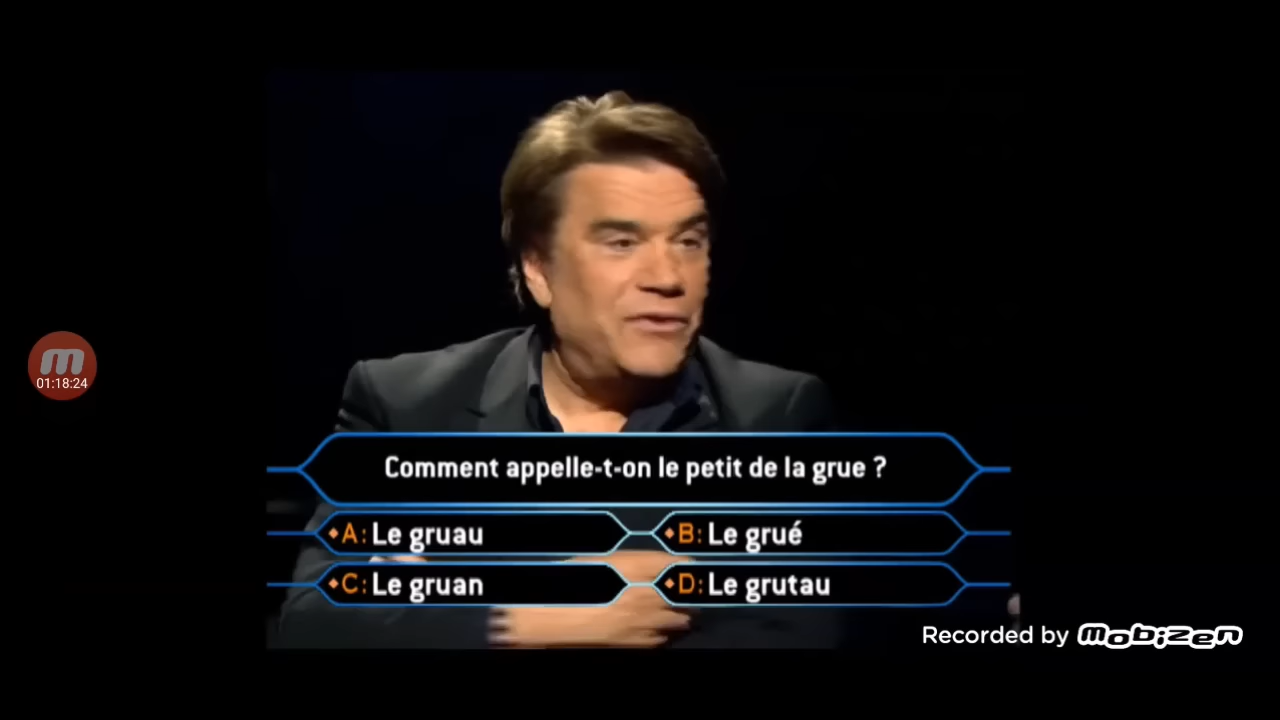 Comment appelle-t-on le petit de la grue ?
A: Le gruau
B: Le grué
C: Le gruan
D: Le grutau
01:18:24
Recorded by mobizen